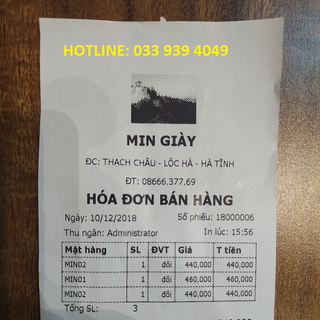 HOTLINE: 033 939 4049
MIN GIÀY
ĐC: THẠCH CHÂU - LỘC HÀ - HÀ TĨNH
ĐT: 08666.377.69
HÓA ĐƠN BÁN HÀNG
Ngày: 10/12/2018 Số phiếu: 18000006
Thu ngân: Administrator In lúc: 15:56
Mặt hàng SL ĐVT Giá T tiền
MIN02 1 đôi 440,000 440,000
MIN01 1 đôi 460,000 460,000
MIN02 1 đôi 440,000 440,000
Tổng SL: 3